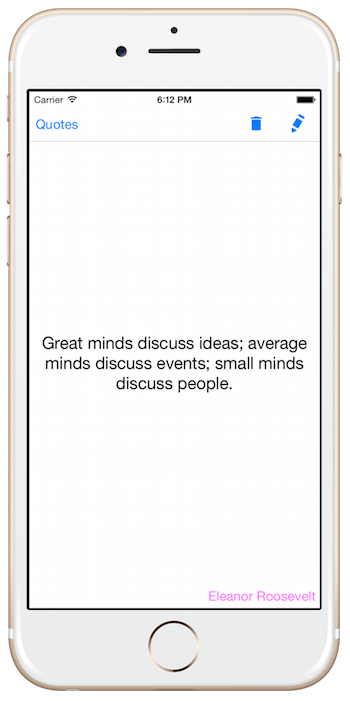 Carrier 6:12 PM
Quotes
Great minds discuss ideas; average
minds discuss events; small minds
discuss people.
Eleanor Roosevelt